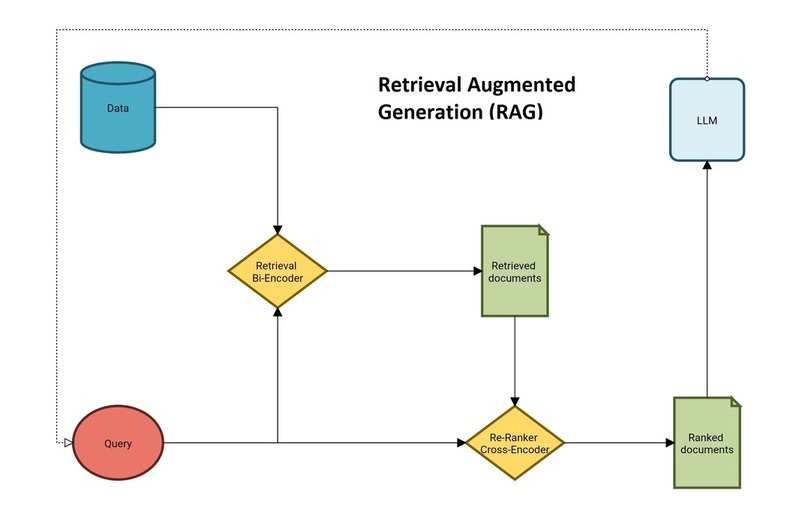 Retrieval Augmented
Generation (RAG)
Data
LLM
Retrieval
Bi-Encoder
Retrieved
documents
Query
Re-Ranker
Cross-Encoder
Ranked
documents